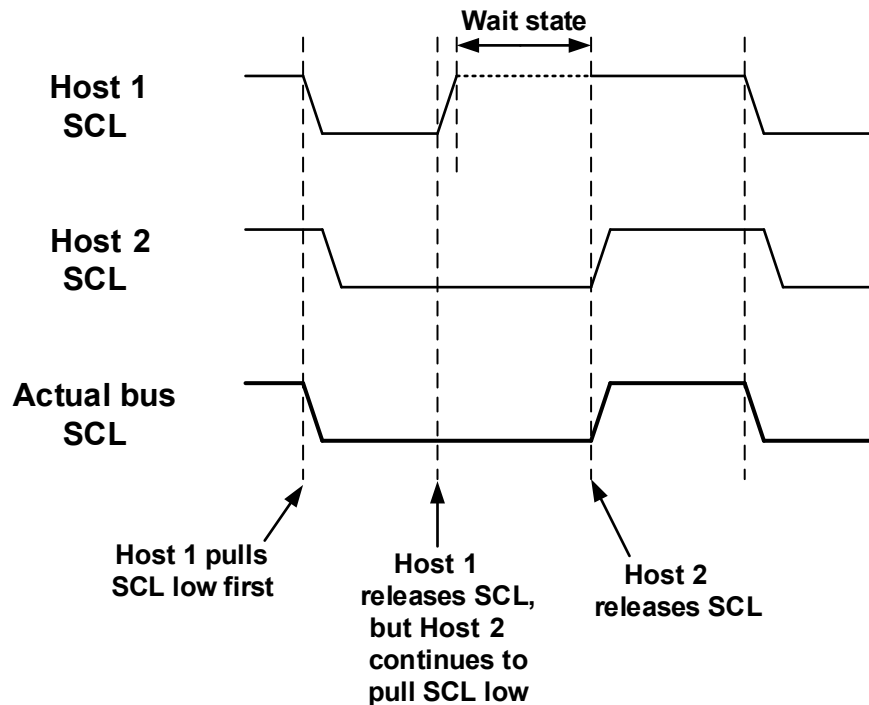 Wait state
Host 1
SCL
Host 2
SCL
Actual bus
SCL
Host 1 pulls
SCL low first
Host 1
releases SCL,
but Host 2
continues to
pull SCL low
Host 2
releases SCL